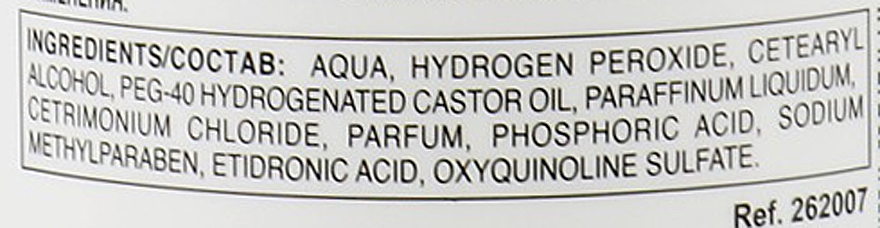 INGREDIENTS/СОСТАВ: AQUA, HYDROGEN PEROXIDE, CETEARYL
ALCOHOL, PEG-40 HYDROGENATED CASTOR OIL, PARAFFINUM LIQUIDUM,
CETRIMONIUM CHLORIDE, PARFUM, PHOSPHORIC ACID, SODIUM
METHYLPARABEN, ETIDRONIC ACID, OXYQUINOLINE SULFATE.
Ref. 262007